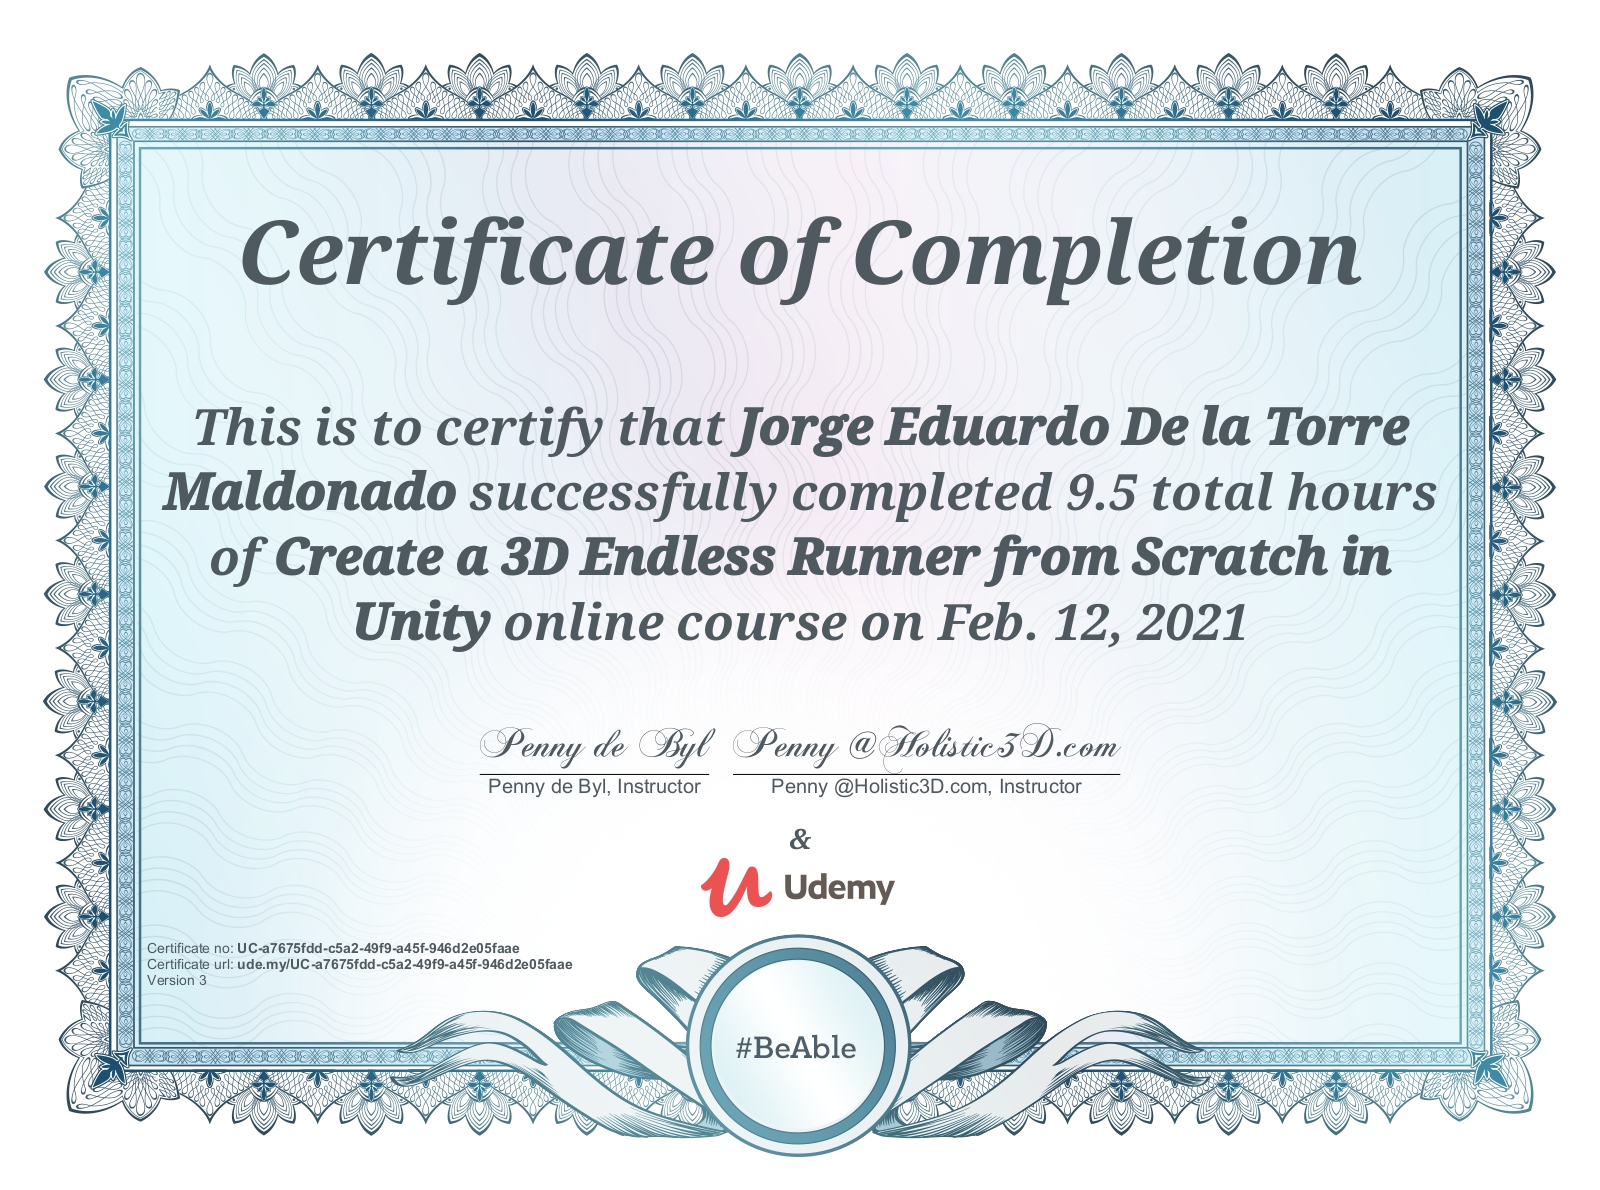 Certificate of Completion
This is to certify that Jorge Eduardo De la Torre
Maldonado successfully completed 9.5 total hours
of Create a 3D Endless Runner from Scratch in
Unity online course on Feb. 12, 2021
Penny de Byl Penny @Holistic3D.com
Penny de Byl, Instructor Penny @Holistic3D.com, Instructor
&
Udemy
Certificate no: UC-a7675fdd-c5a2-49f9-a45f-946d2e05faae
Certificate url: ude.my/UC-a7675fdd-c5a2-49f9-a45f-946d2e05faae
Version 3
#BeAble